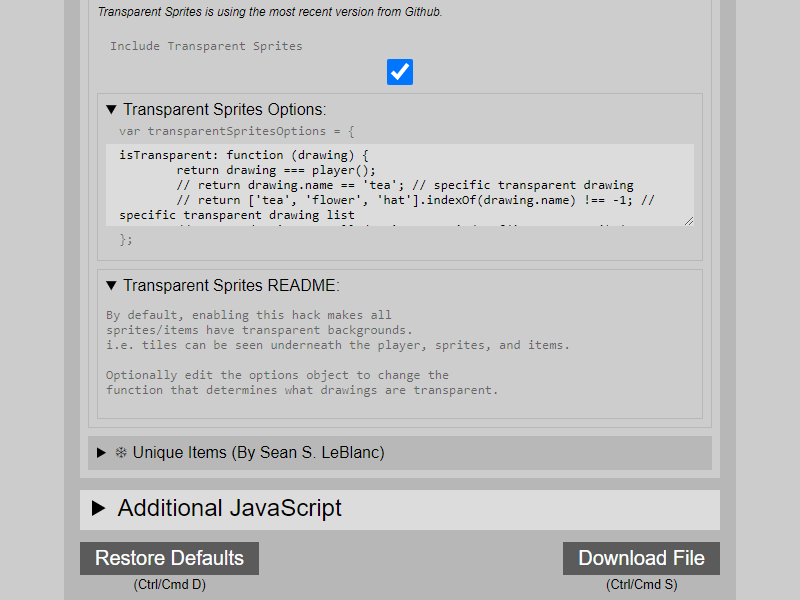 Transparent Sprites is using the most recent version from Github.
Include Transparent Sprites
▼ Transparent Sprites Options:
var transparentSpritesOptions = {
isTransparent: function (drawing) {
return drawing === player();
// return drawing.name == 'tea'; // specific transparent drawing
// return ['tea', 'flower', 'hat'].indexOf(drawing.name) !== -1; //
specific transparent drawing list
};
▼ Transparent Sprites README:
By default, enabling this hack makes all
sprites/items have transparent backgrounds.
i.e. tiles can be seen underneath the player, sprites, and items.
Optionally edit the options object to change the
function that determines what drawings are transparent.
▶ ❄ Unique Items (By Sean S. LeBlanc)
▶ Additional JavaScript
Restore Defaults
(Ctrl/Cmd D)
Download File
(Ctrl/Cmd S)